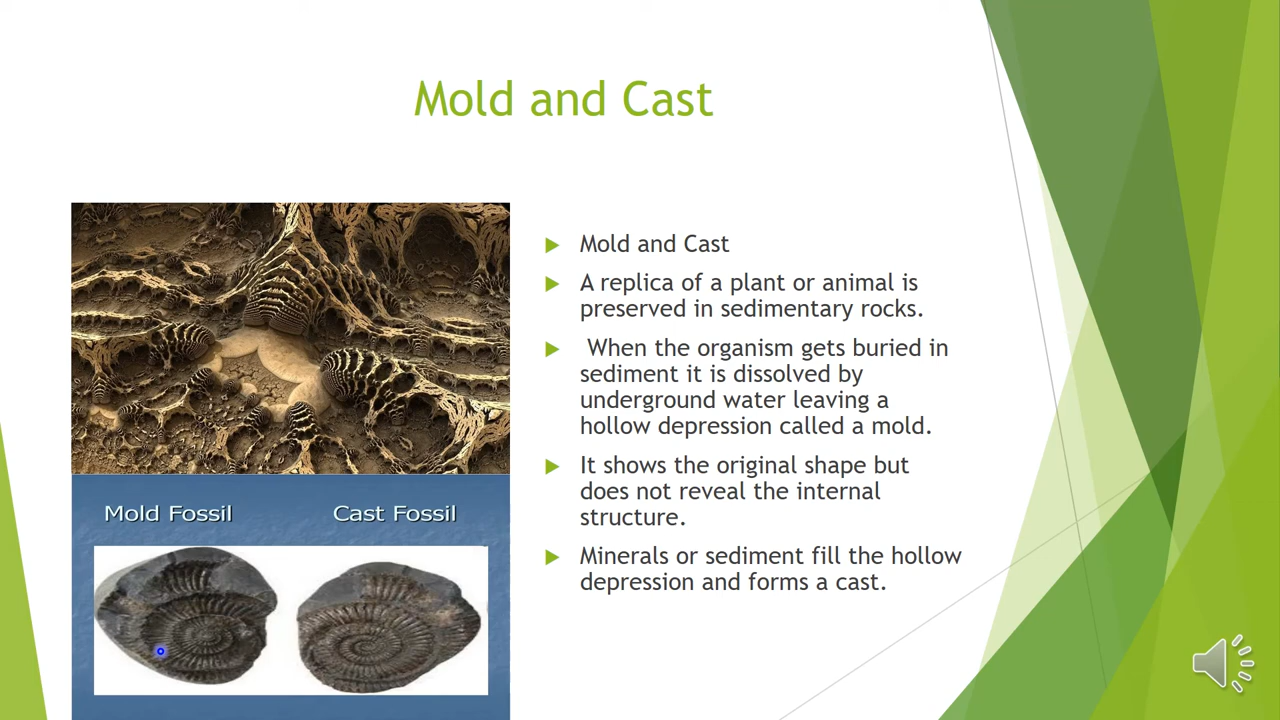 Mold and Cast
Mold and Cast
A replica of a plant or animal is
preserved in sedimentary rocks.
When the organism gets buried in
sediment it is dissolved by
underground water leaving a
hollow depression called a mold.
It shows the original shape but
does not reveal the internal
structure.
Minerals or sediment fill the hollow
depression and forms a cast.
Mold Fossil
Cast Fossil